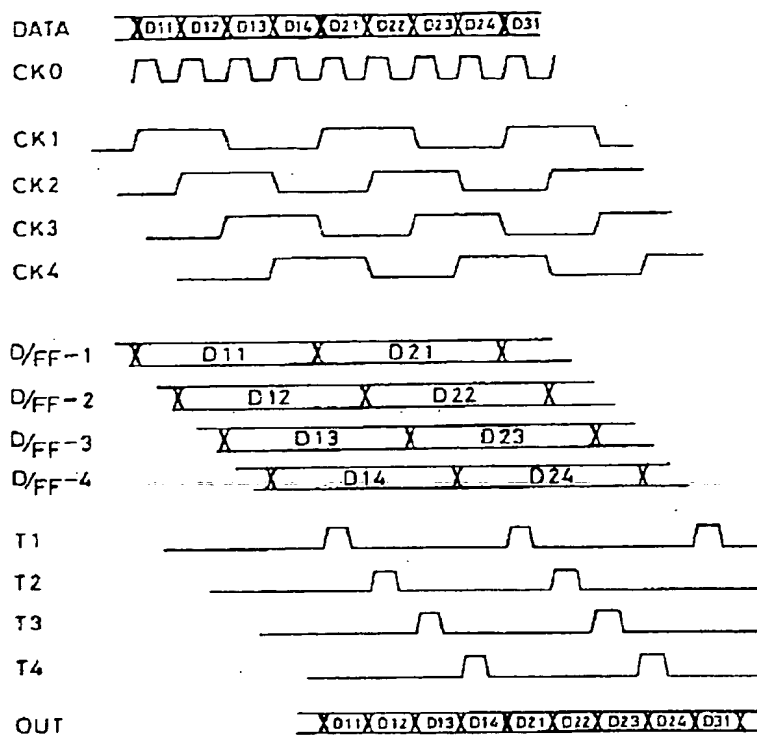 DATA D11 D12 D13 D14 D21 D22 D23 D24 D31
CK0
CK1
CK2
CK3
CK4
D/FF-1 D11 D21
D/FF-2 D12 D22
D/FF-3 D13 D23
D/FF-4 D14 D24
T1
T2
T3
T4
OUT D11 D12 D13 D14 D21 D22 D23 D24 D31